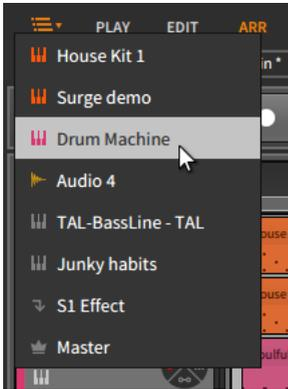 PLAY EDIT ARR
House Kit 1
in *
Surge demo
Drum Machine
Audio 4
TAL-BassLine - TAL
Junky habits
S1 Effect
Master